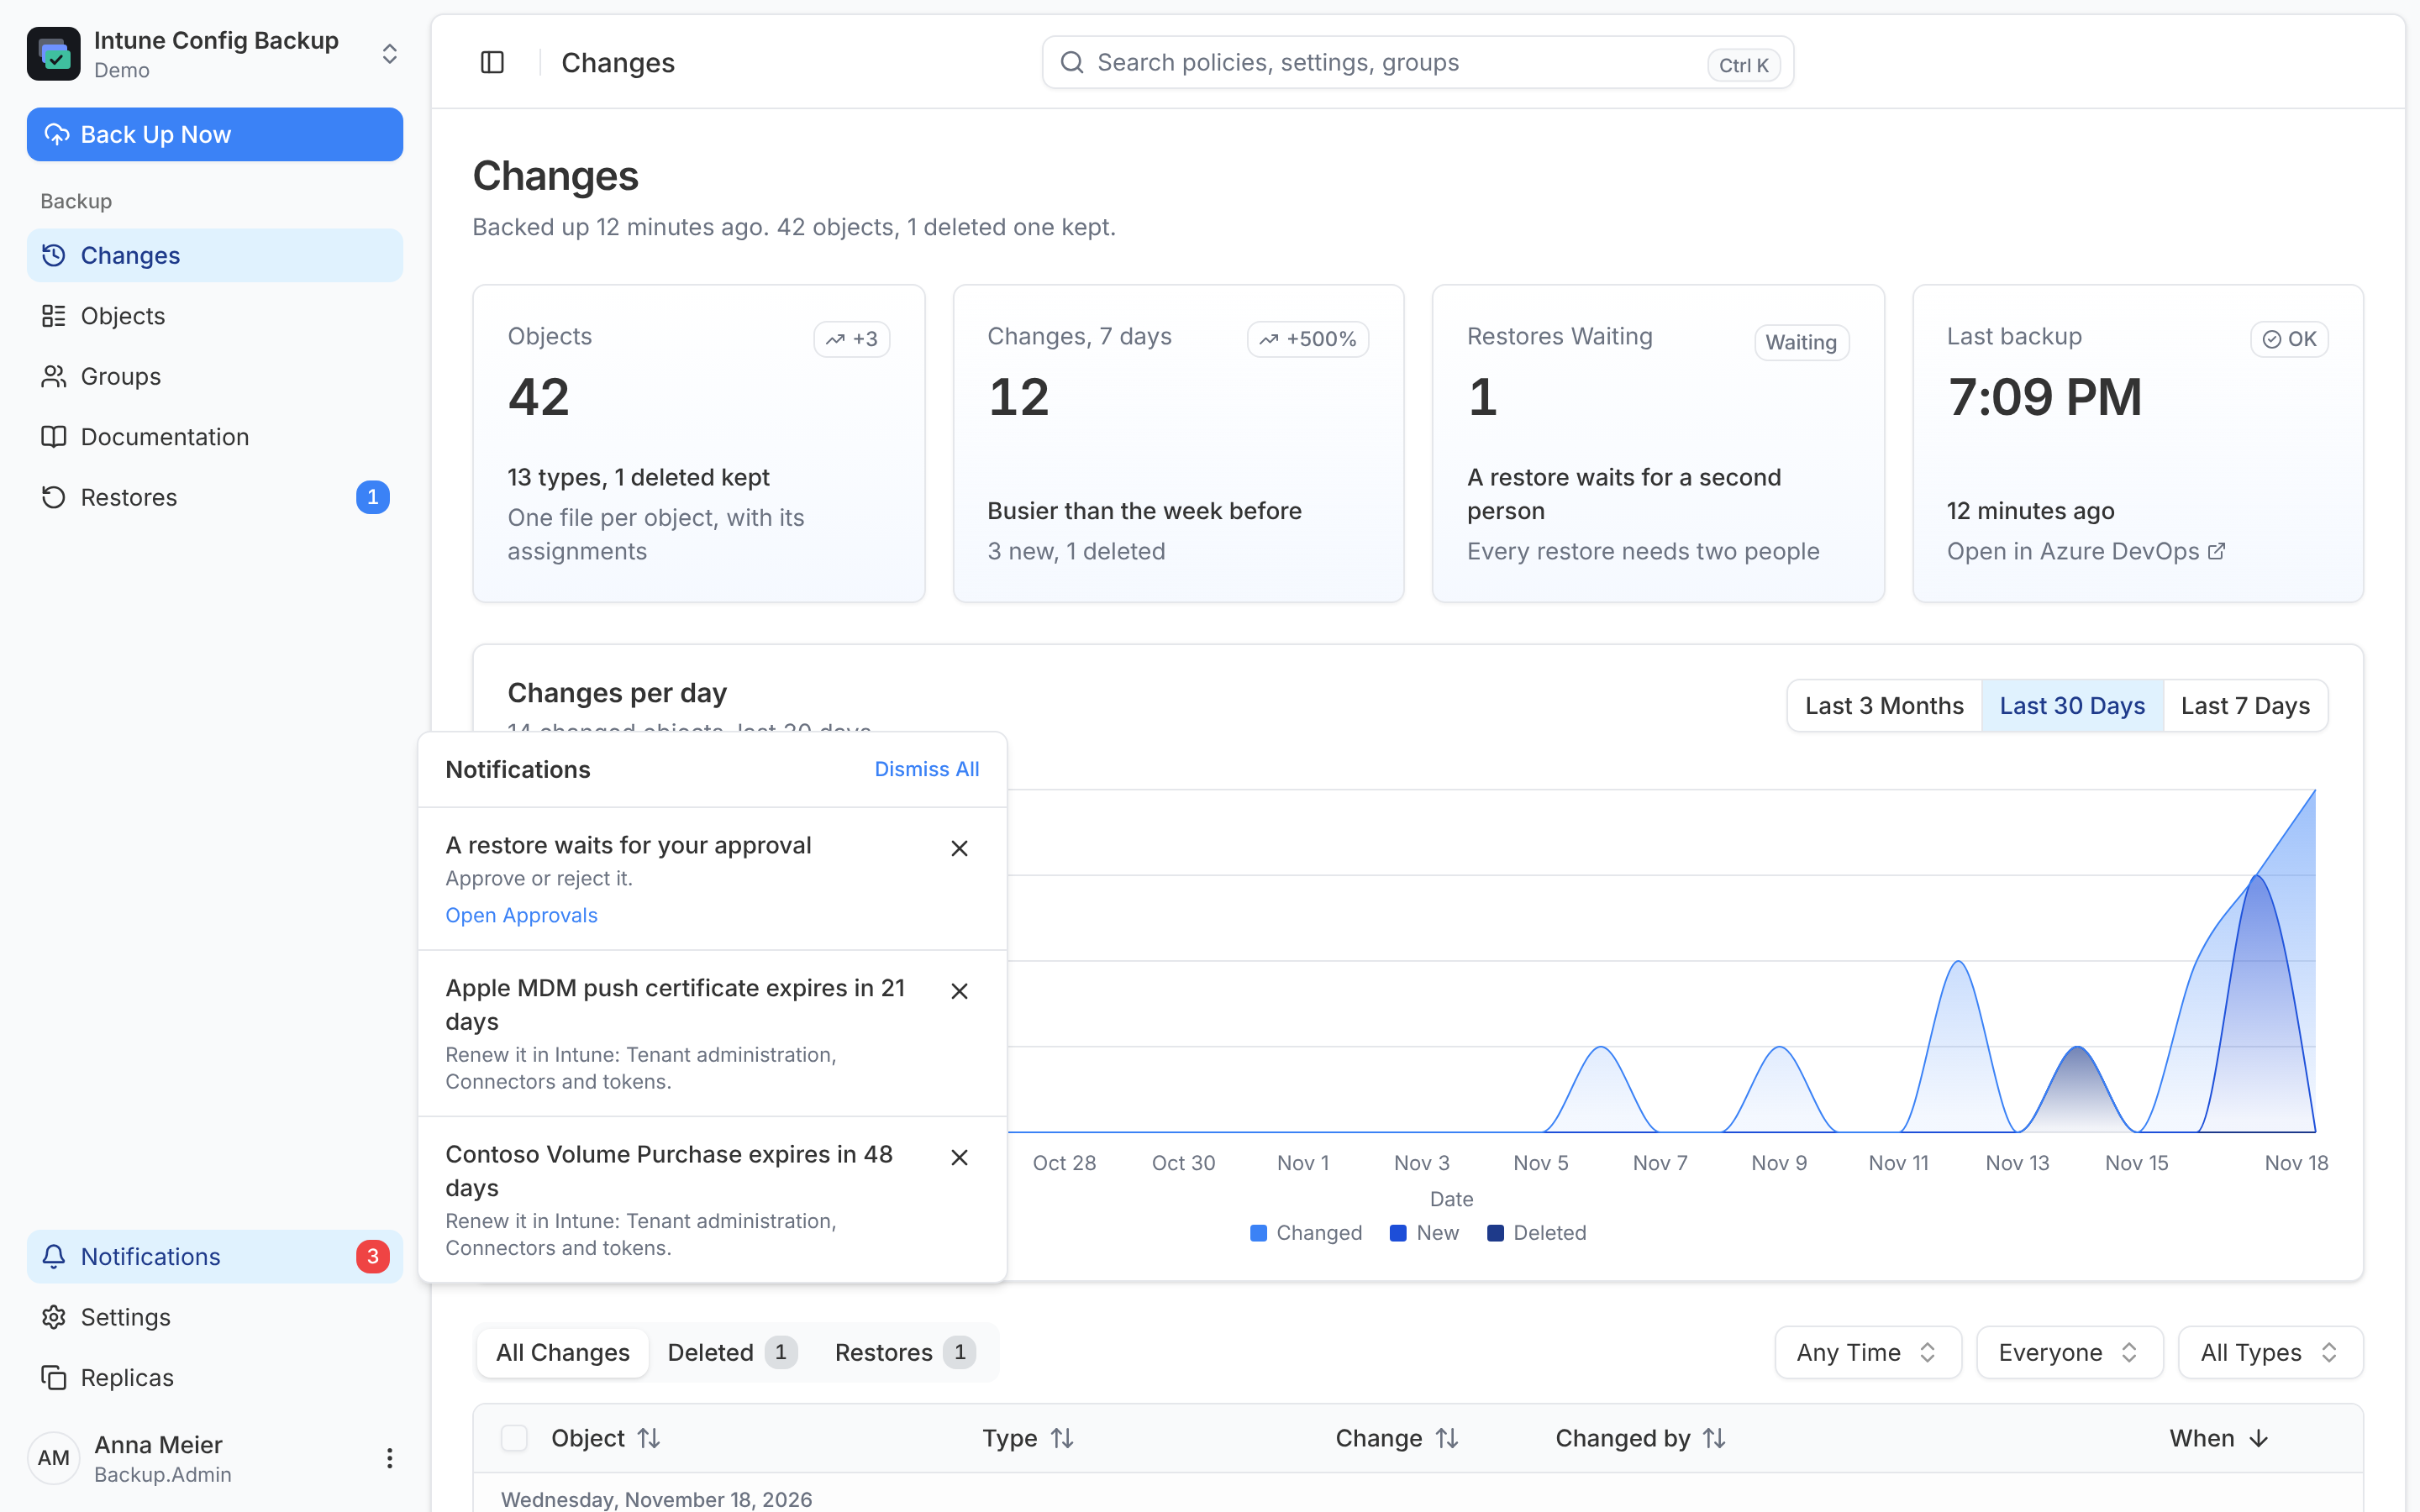 Intune Config Backup
Demo
Back Up Now
Backup
Changes
Objects
Groups
Documentation
Restores 1
Notifications 3
Settings
Replicas
AM
Anna Meier
Backup.Admin
Changes
Search policies, settings, groups
Ctrl K
Changes
Backed up 12 minutes ago. 42 objects, 1 deleted one kept.
Objects
+3
42
13 types, 1 deleted kept
One file per object, with its
assignments
Changes, 7 days
+500%
12
Busier than the week before
3 new, 1 deleted
Restores Waiting
Waiting
1
A restore waits for a second
person
Every restore needs two people
Last backup
OK
7:09 PM
12 minutes ago
Open in Azure DevOps
Changes per day
14 changed objects, last 30 days
Last 3 Months
Last 30 Days
Last 7 Days
Notifications
Dismiss All
A restore waits for your approval
Approve or reject it.
Open Approvals
Apple MDM push certificate expires in 21
days
Renew it in Intune: Tenant administration,
Connectors and tokens.
Contoso Volume Purchase expires in 48
days
Renew it in Intune: Tenant administration,
Connectors and tokens.
Oct 28 Oct 30 Nov 1 Nov 3 Nov 5 Nov 7 Nov 9 Nov 11 Nov 13 Nov 15 Nov 18
Date
Changed New Deleted
All Changes Deleted 1 Restores 1
Any Time Everyone All Types
Object Type Change Changed by When
Wednesday, November 18, 2026